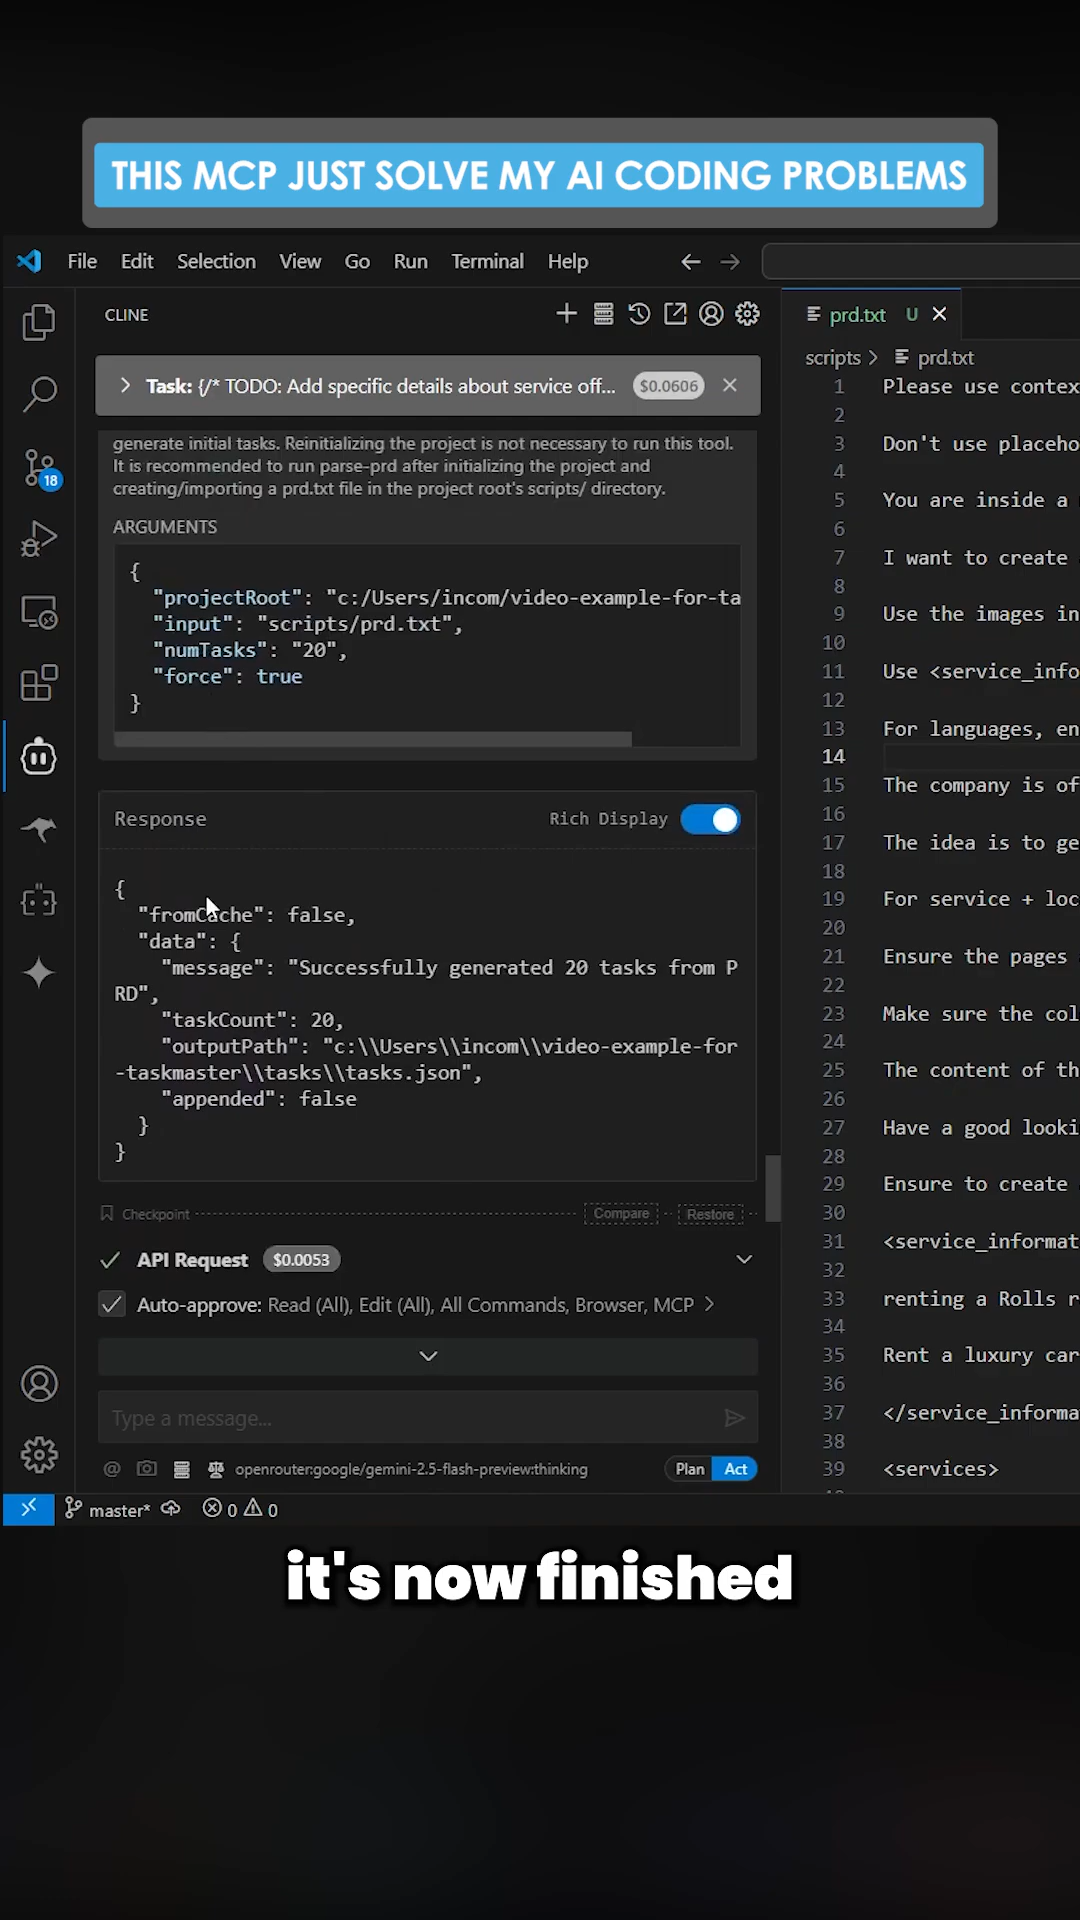 THIS MCP JUST SOLVE MY AI CODING PROBLEMS
File Edit Selection View Go Run Terminal Help
CLINE
prd.txt U
Task: {/* TODO: Add specific details about service off... $0.0606
scripts > prd.txt
generate initial tasks. Reinitializing the project is not necessary to run this tool.
It is recommended to run parse-prd after initializing the project and
creating/importing a prd.txt file in the project root's scripts/ directory.
ARGUMENTS
{
"projectRoot": "c:/Users/incom/video-example-for-ta
"input": "scripts/prd.txt",
"numTasks": "20",
"force": true
}
Response
Rich Display
{
"fromCache": false,
"data": {
"message": "Successfully generated 20 tasks from P
RD",
"taskCount": 20,
"outputPath": "c:\\Users\\incom\\video-example-for
-taskmaster\\tasks\\tasks.json",
"appended": false
}
}
Checkpoint
Compare
Restore
API Request $0.0053
Auto-approve: Read (All), Edit (All), All Commands, Browser, MCP >
Type a message...
@ openrouter:google/gemini-2.5-flash-preview:thinking
Plan Act
18
1 Please use contex
2
3 Don't use placeho
4
5 You are inside a
6
7 I want to create
8
9 Use the images in
10
11 Use <service_info
12
13 For languages, en
14
15 The company is of
16
17 The idea is to ge
18
19 For service + loc
20
21 Ensure the pages
22
23 Make sure the col
24
25 The content of th
26
27 Have a good looki
28
29 Ensure to create
30
31 <service_informat
32
33 renting a Rolls r
34
35 Rent a luxury car
36
37 </service_informa
38
39 <services>
master* 0 0
it's now finished